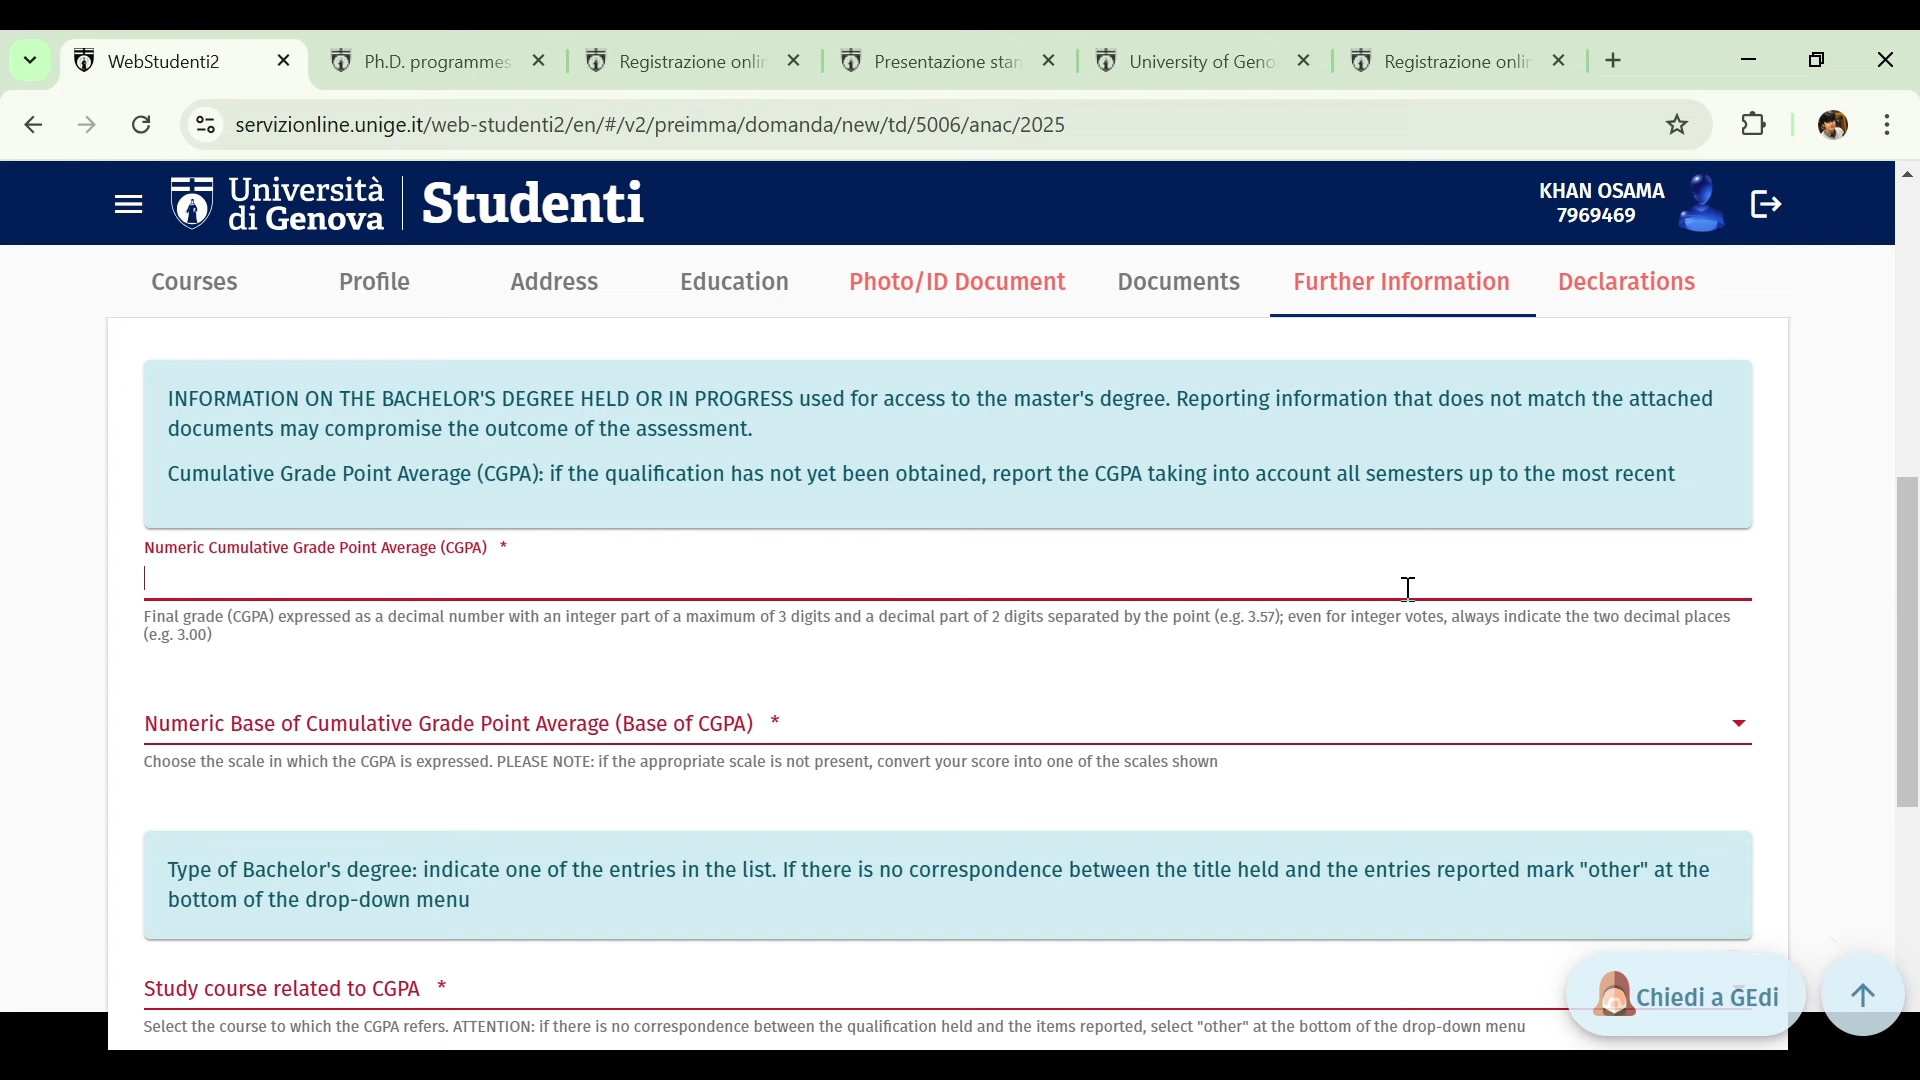 WebStudenti2
Ph.D. programmes
Registrazione onlin
Presentazione stan
University of Geno
Registrazione onlin
servizionline.unige.it/web-studenti2/en/#/v2/preimma/domanda/new/td/5006/anac/2025
Università
di Genova
Studenti
KHAN OSAMA
7969469
Courses
Profile
Address
Education
Photo/ID Document
Documents
Further Information
Declarations
INFORMATION ON THE BACHELOR'S DEGREE HELD OR IN PROGRESS used for access to the master's degree. Reporting information that does not match the attached
documents may compromise the outcome of the assessment.
Cumulative Grade Point Average (CGPA): if the qualification has not yet been obtained, report the CGPA taking into account all semesters up to the most recent
Numeric Cumulative Grade Point Average (CGPA) *
Final grade (CGPA) expressed as a decimal number with an integer part of a maximum of 3 digits and a decimal part of 2 digits separated by the point (e.g. 3.57); even for integer votes, always indicate the two decimal places
(e.g. 3.00)
Numeric Base of Cumulative Grade Point Average (Base of CGPA) *
Choose the scale in which the CGPA is expressed. PLEASE NOTE: if the appropriate scale is not present, convert your score into one of the scales shown
Type of Bachelor's degree: indicate one of the entries in the list. If there is no correspondence between the title held and the entries reported mark "other" at the
bottom of the drop-down menu
Study course related to CGPA *
Chiedi a GEdi
Select the course to which the CGPA refers. ATTENTION: if there is no correspondence between the qualification held and the items reported, select "other" at the bottom of the drop-down menu